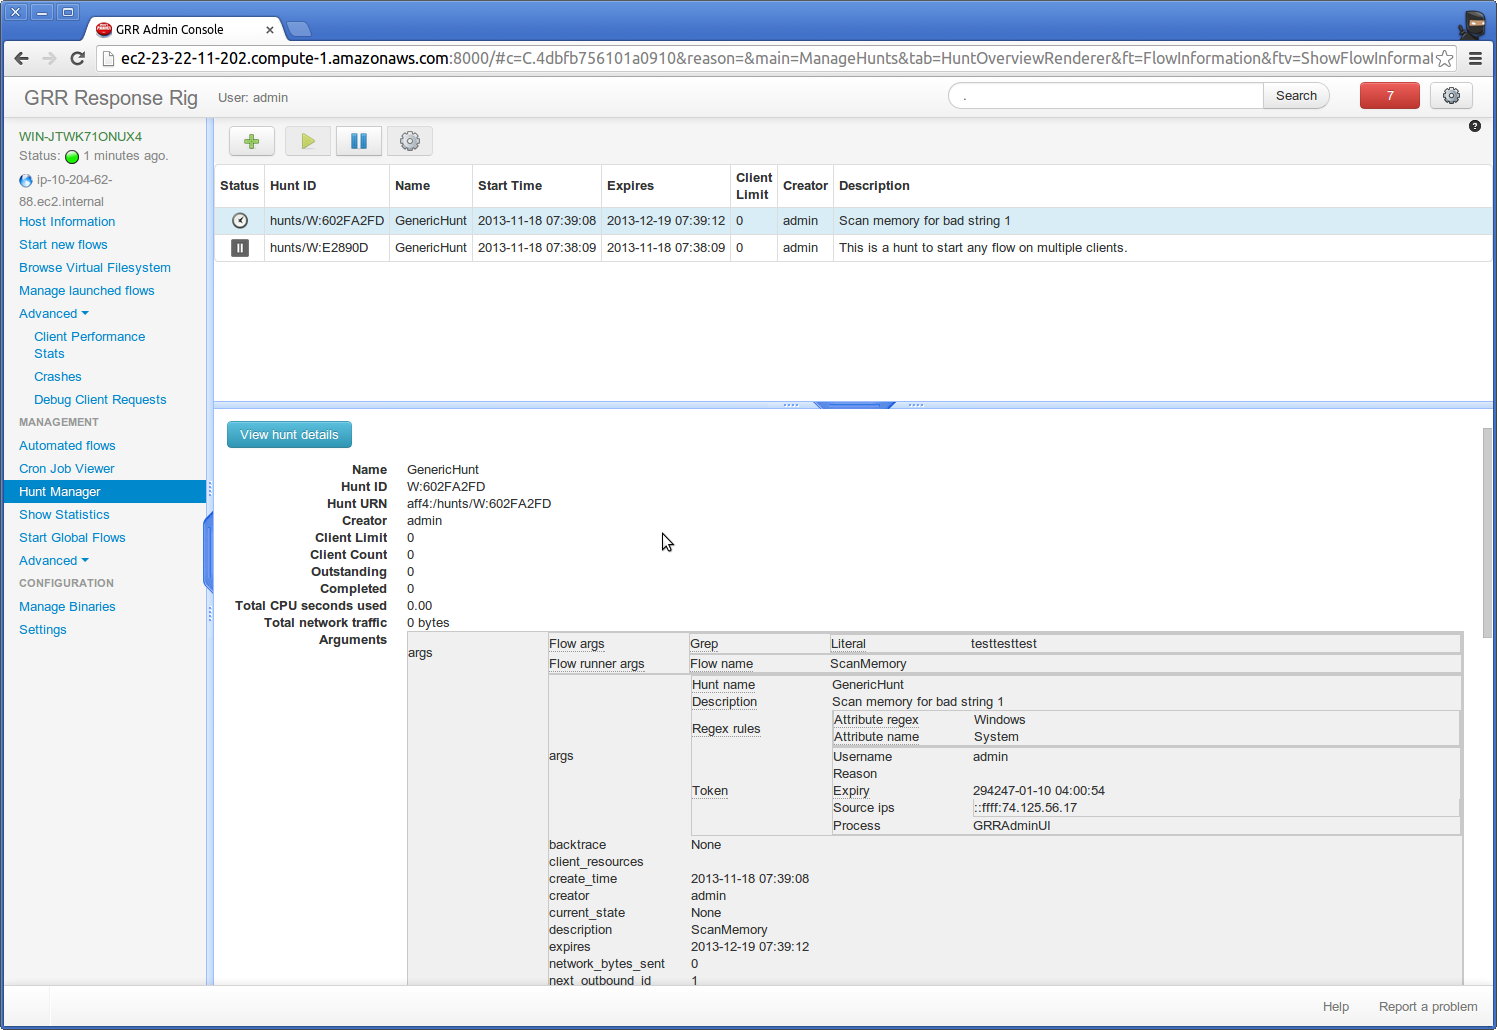 GRR Admin Console
ec2-23-22-11-202.compute-1.amazonaws.com:8000/#c=C.4dbfb756101a0910&reason=&main=ManageHunts&tab=HuntOverviewRenderer&ft=FlowInformation&ftv=ShowFlowInformat
GRR Response Rig User: admin . Search 7
WIN-JTWK71ONUX4
Status: 1 minutes ago.
ip-10-204-62-
88.ec2.internal
Host Information
Start new flows
Browse Virtual Filesystem
Manage launched flows
Advanced
Client Performance
Stats
Crashes
Debug Client Requests
MANAGEMENT
Automated flows
Cron Job Viewer
Hunt Manager
Show Statistics
Start Global Flows
Advanced
CONFIGURATION
Manage Binaries
Settings
?
Status Hunt ID Name Start Time Expires Client Limit Creator Description
hunts/W:602FA2FD GenericHunt 2013-11-18 07:39:08 2013-12-19 07:39:12 0 admin Scan memory for bad string 1
hunts/W:E2890D GenericHunt 2013-11-18 07:38:09 2013-11-18 07:38:09 0 admin This is a hunt to start any flow on multiple clients.
View hunt details
Name GenericHunt
Hunt ID W:602FA2FD
Hunt URN aff4:/hunts/W:602FA2FD
Creator admin
Client Limit 0
Client Count 0
Outstanding 0
Completed 0
Total CPU seconds used 0.00
Total network traffic 0 bytes
Arguments
args
Flow args Grep Literal testtesttest
Flow runner args Flow name ScanMemory
args
Hunt name GenericHunt
Description Scan memory for bad string 1
Regex rules
Attribute regex Windows
Attribute name System
Token
Username admin
Reason
Expiry 294247-01-10 04:00:54
Source ips ::ffff:74.125.56.17
Process GRRAdminUI
backtrace None
client_resources
create_time 2013-11-18 07:39:08
creator admin
current_state None
description ScanMemory
expires 2013-12-19 07:39:12
network_bytes_sent 0
next_outbound_id 1
Help Report a problem